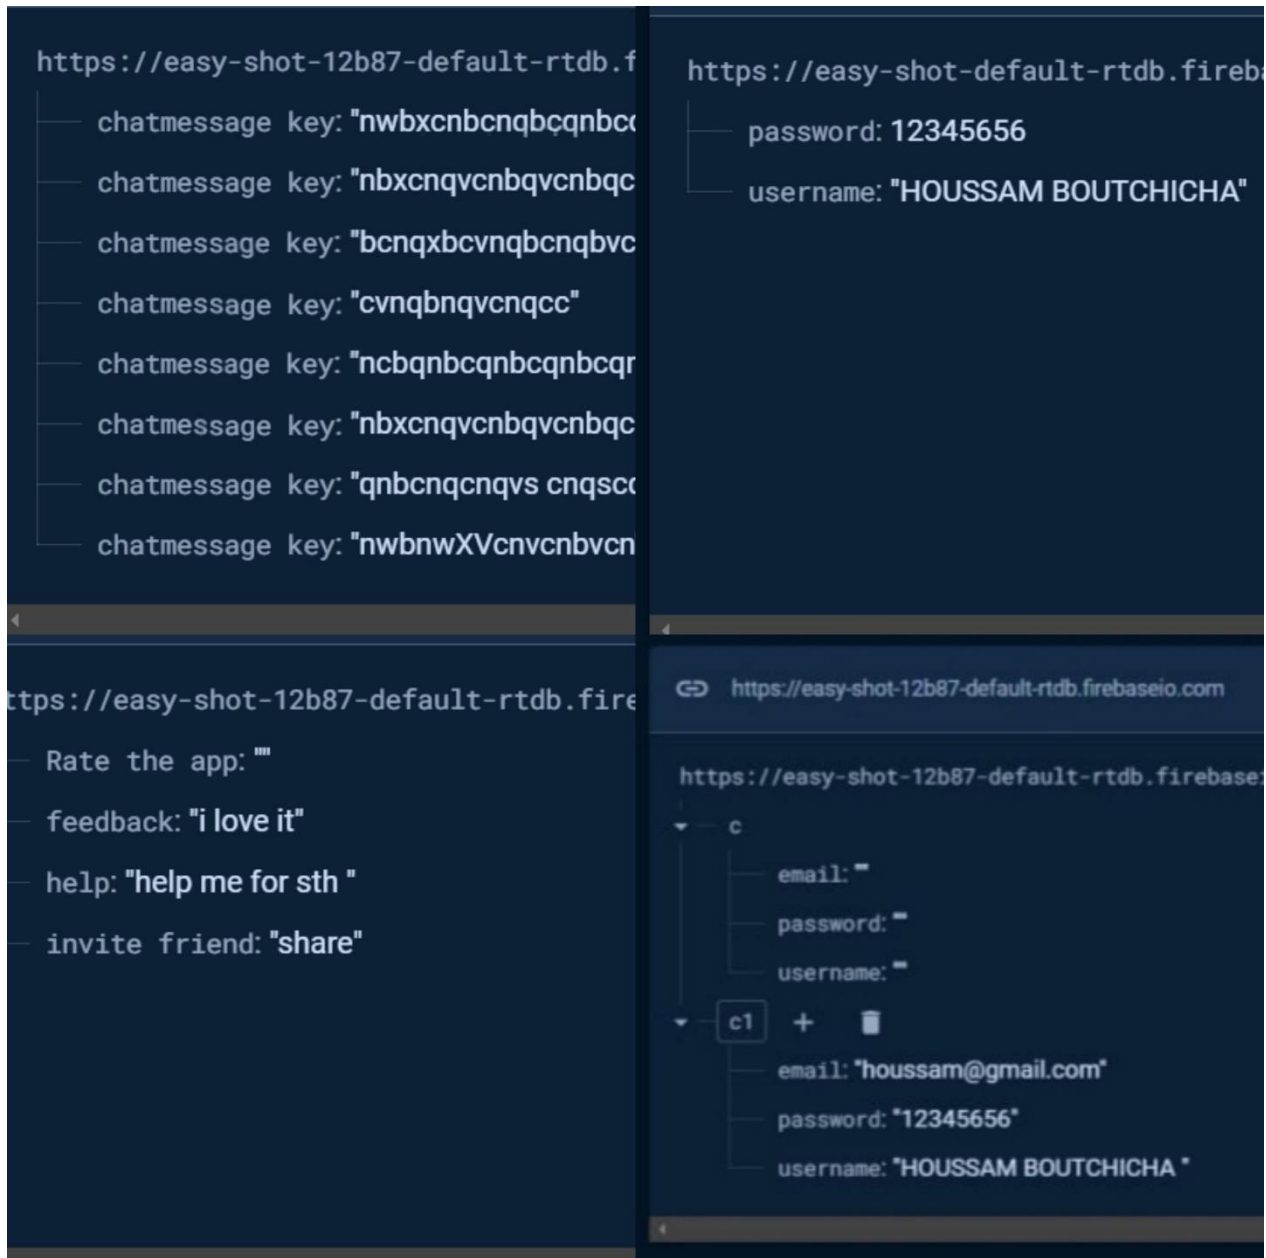 https://easy-shot-12b87-default-rtdb.f
chatmessage key: "nwbxcnbcnqbcqnbcc
chatmessage key: "nbxcnqvcnbqvcnbqc
chatmessage key: "bcnqxbcvnqbcnqbvc
chatmessage key: "cvnqbnqvcnqcc"
chatmessage key: "ncbqnbcqnbcqnbcqr
chatmessage key: "nbxcnqvcnbqvcnbqc
chatmessage key: "qnbcnqcnqvs cnqscc
chatmessage key: "nwbnwXVcnvcnbvcn
https://easy-shot-default-rtdb.fireba
password: 12345656
username: "HOUSSAM BOUTCHICHA"
ttps://easy-shot-12b87-default-rtdb.fire
Rate the app: ""
feedback: "i love it"
help: "help me for sth "
invite friend: "share"
https://easy-shot-12b87-default-rtdb.firebaseio.com
https://easy-shot-12b87-default-rtdb.firebasei
c
email: ""
password: ""
username: ""
c1
email: "houssam@gmail.com"
password: "12345656"
username: "HOUSSAM BOUTCHICHA "